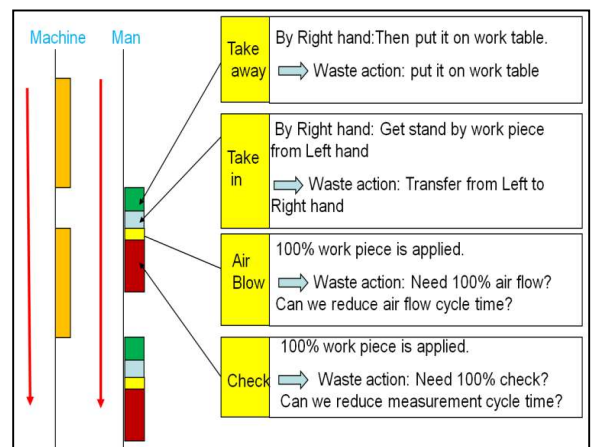 Machine Man
Take
away
By Right hand:Then put it on work table.
Waste action: put it on work table
Take
in
By Right hand: Get stand by work piece
from Left hand
Waste action: Transfer from Left to
Right hand
Air
Blow
100% work piece is applied.
Waste action: Need 100% air flow?
Can we reduce air flow cycle time?
Check
100% work piece is applied.
Waste action: Need 100% check?
Can we reduce measurement cycle time?